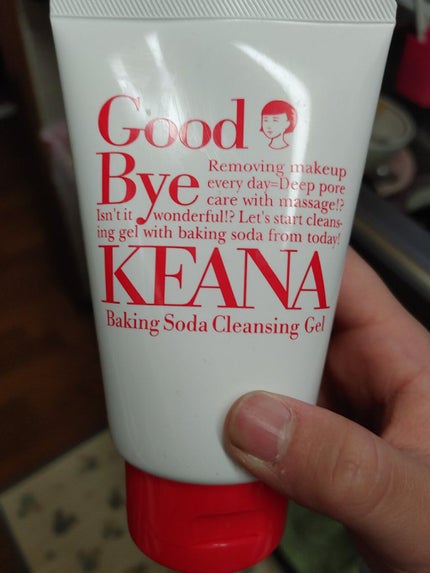 Good
Bye
Removing makeup
every day=Deep pore
care with massage!?
Isn't it wonderful!? Let's start cleans-
ing gel with baking soda from today!
KEANA
Baking Soda Cleansing Gel